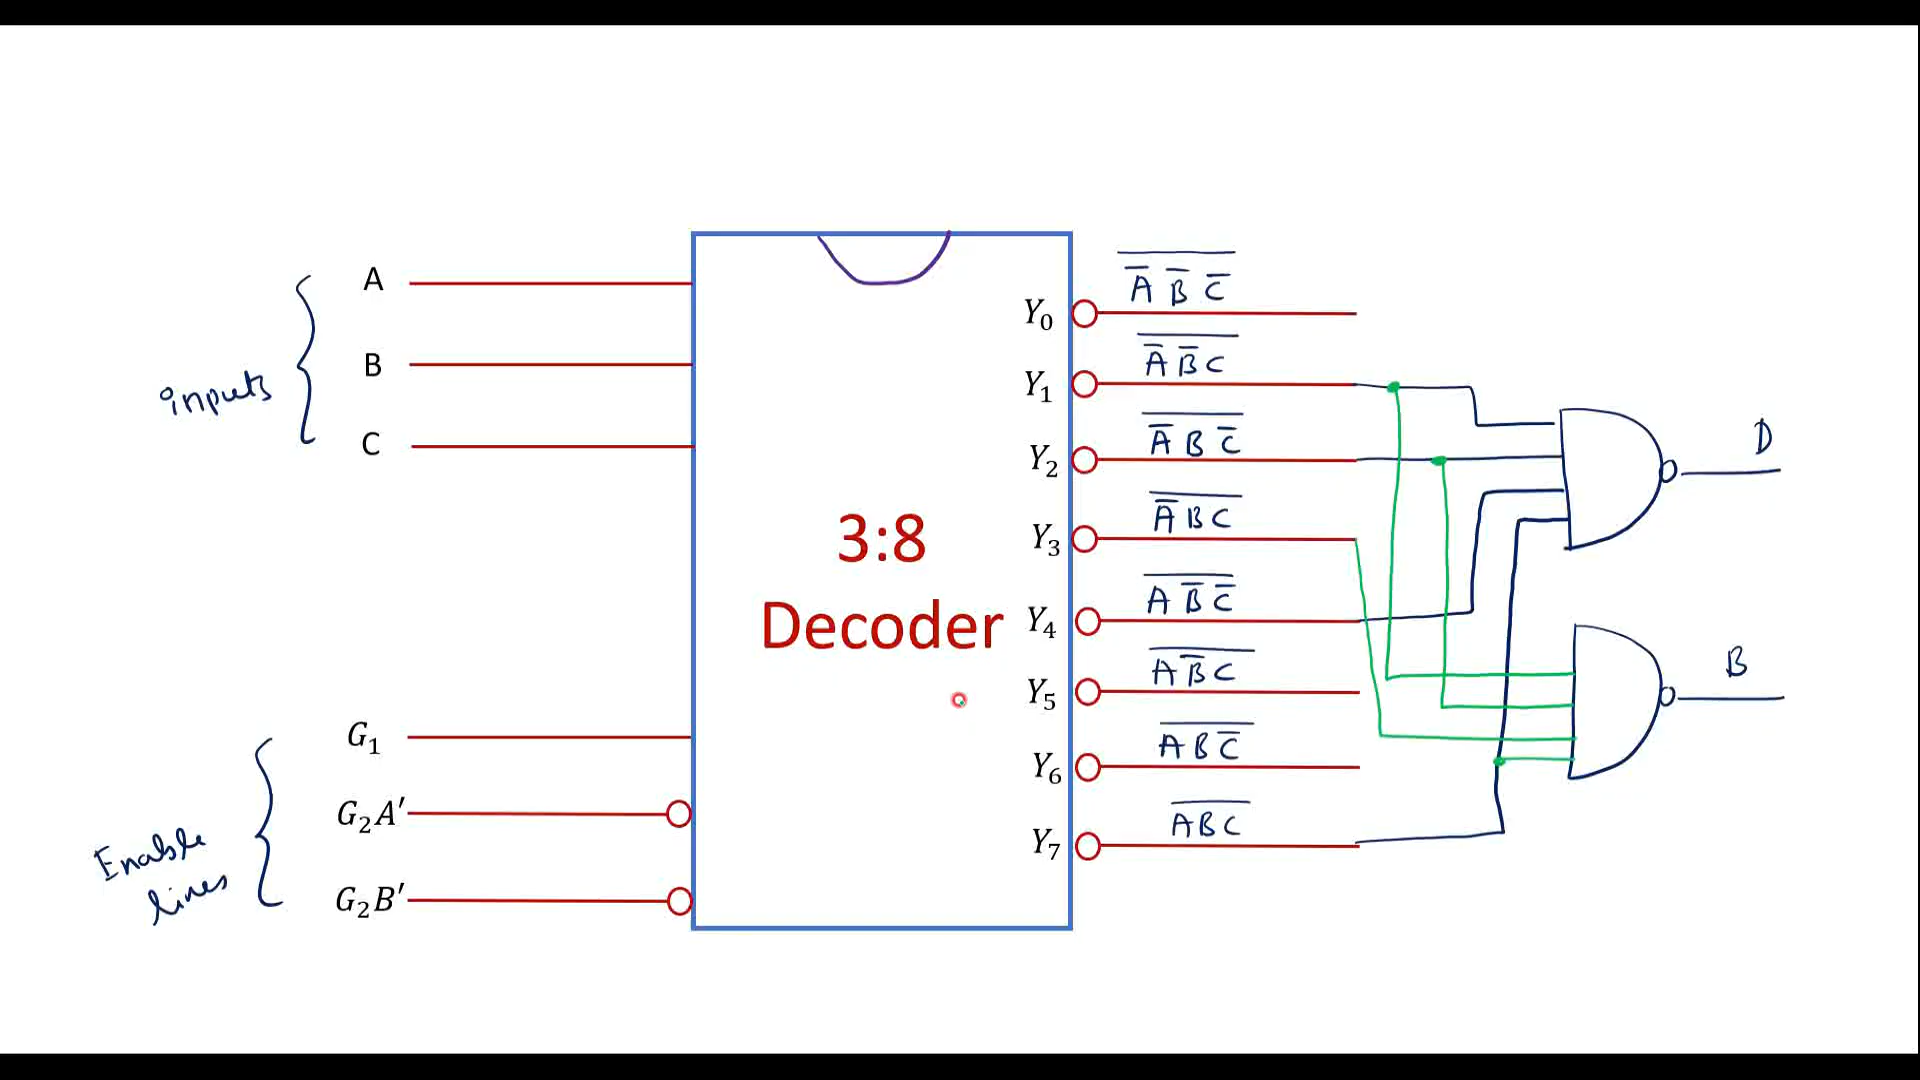 A
B
C
inputs
G₁
G₂A′
G₂B′
Enable
lines
3:8
Decoder
Y₀
Y₁
Y₂
Y₃
Y₄
Y₅
Y₆
Y₇
A̅ B̅ C̅
A̅ B̅ C
A̅ B C̅
A̅ B C
A B̅ C̅
A B̅ C
A B C̅
A B C
D
B